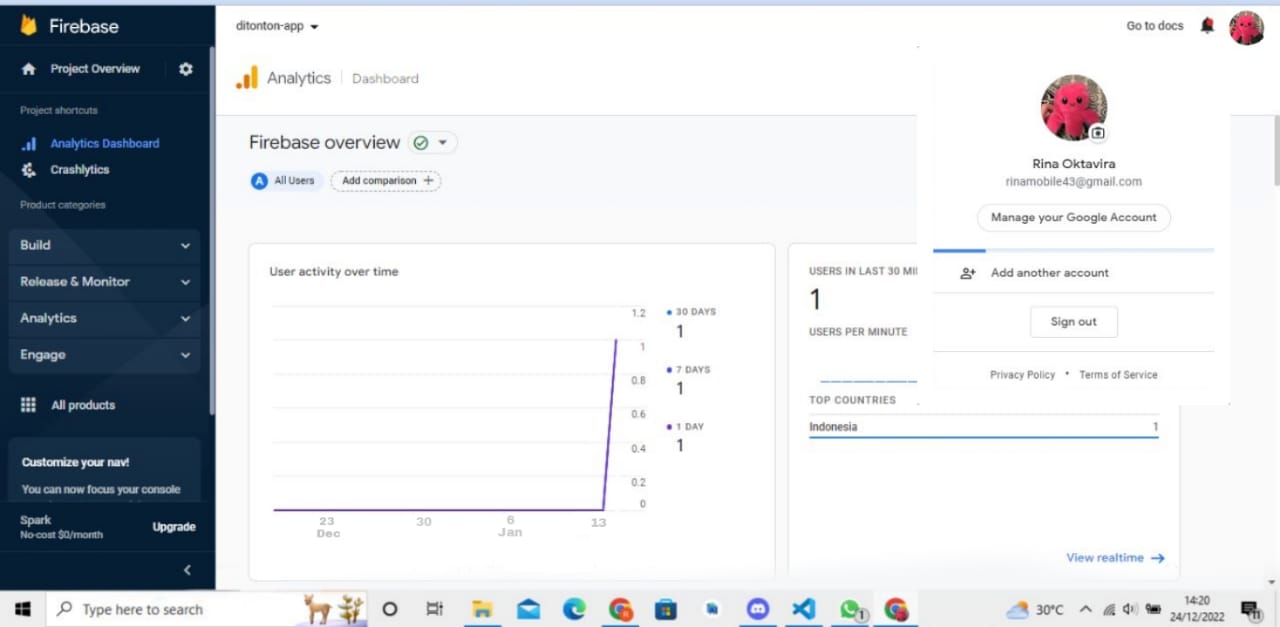 Firebase
Project Overview
Project shortcuts
Analytics Dashboard
Crashlytics
Product categories
Build
Release & Monitor
Analytics
Engage
All products
Customize your nav!
You can now focus your console
Spark
No-cost $0/month
Upgrade
ditonton-app
Go to docs
Analytics
Dashboard
Firebase overview
A All Users
Add comparison +
User activity over time
1.2
1
0.8
0.6
0.4
0.2
0
23
Dec
30
6
Jan
13
30 DAYS
1
7 DAYS
1
1 DAY
1
USERS IN LAST 30 MI
1
USERS PER MINUTE
TOP COUNTRIES
Indonesia 1
View realtime
Rina Oktavira
rinamobile43@gmail.com
Manage your Google Account
Add another account
Sign out
Privacy Policy • Terms of Service
Type here to search
1
30°C
14:20
24/12/2022
11